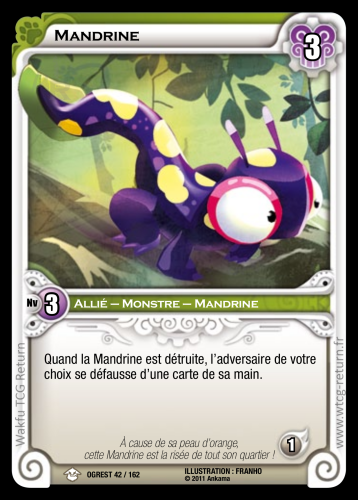 MANDRINE
3
Nv 3 ALLIÉ – MONSTRE – MANDRINE
Quand la Mandrine est détruite, l'adversaire de votre
choix se défausse d'une carte de sa main.
À cause de sa peau d'orange,
cette Mandrine est la risée de tout son quartier !
1
OGREST 42 / 162
ILLUSTRATION : FRANHO
© 2011 Ankama
Wakfu TCG Return
www.wtcg-return.fr